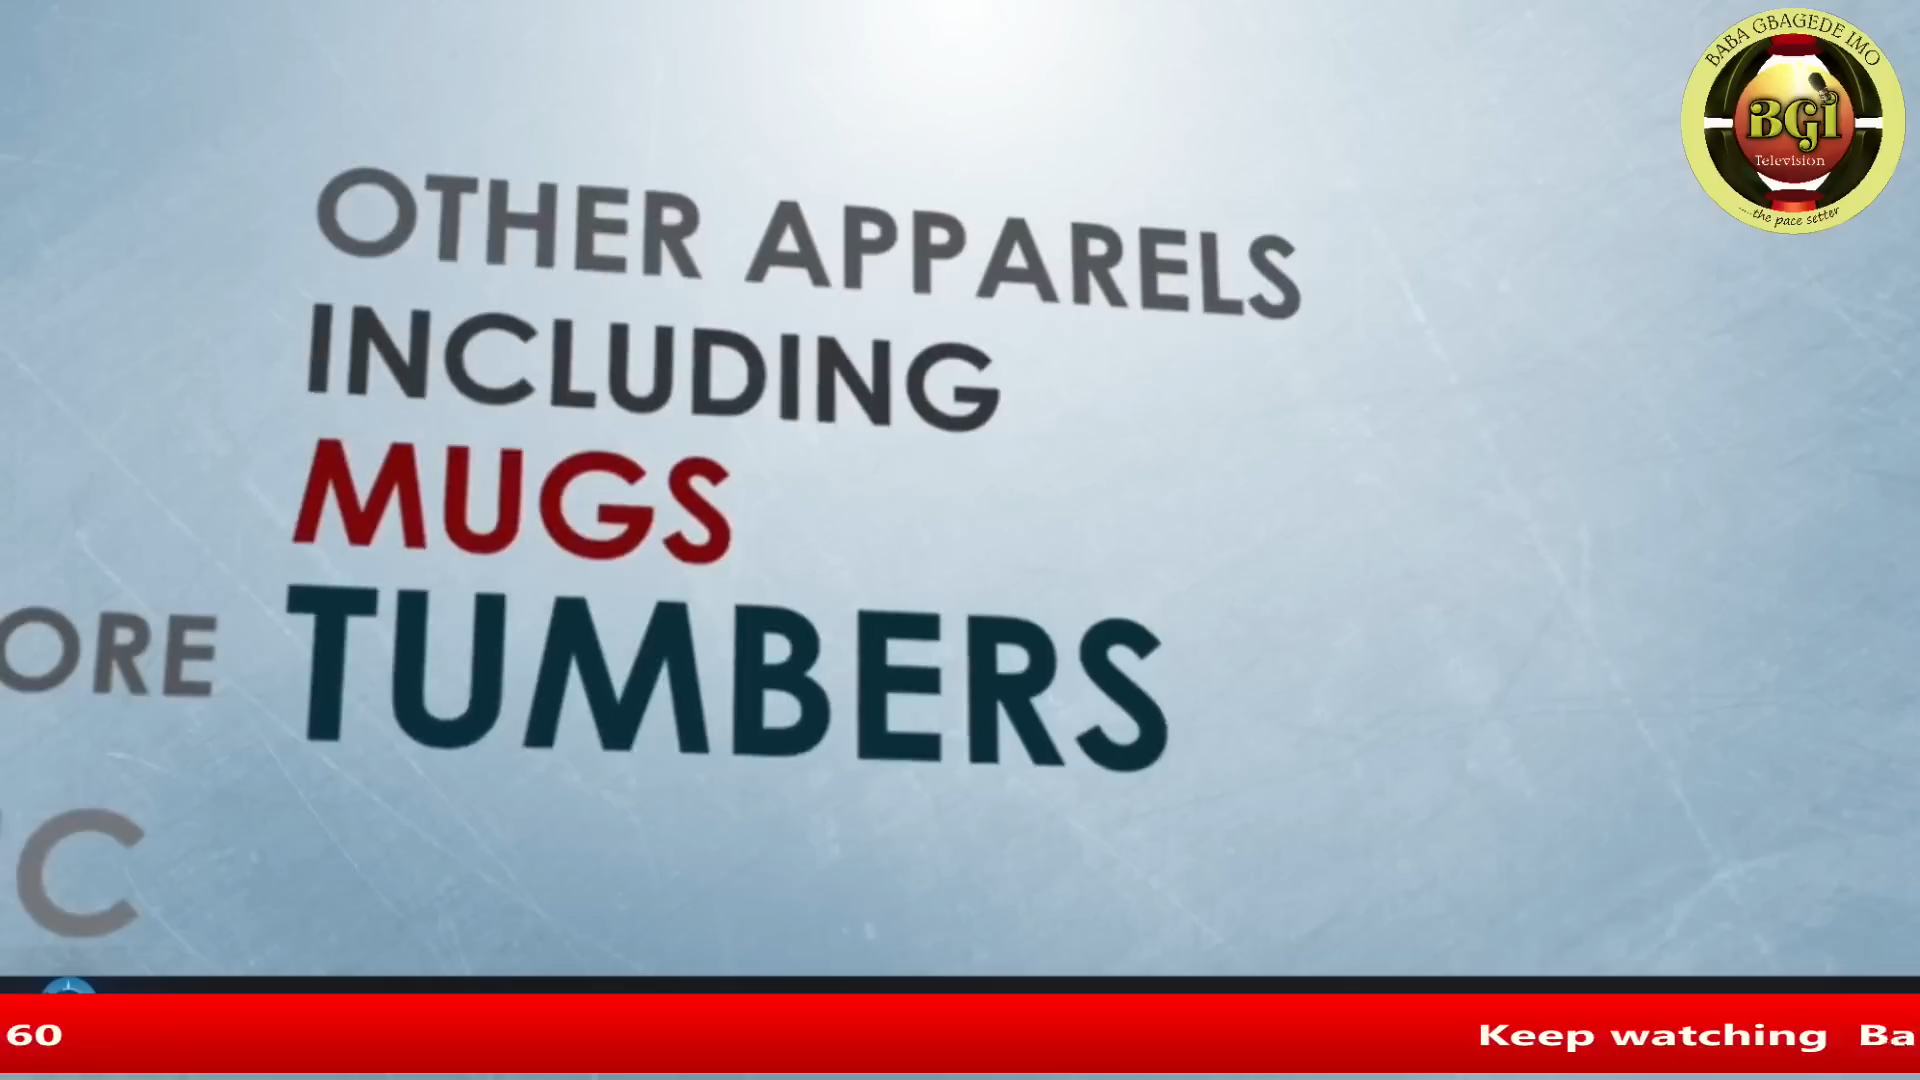 BABA GBAGEDE IMO
BGI
Television
....the pace setter
OTHER APPARELS
INCLUDING
MUGS
TUMBERS
ORE
C
60
Keep watching Ba